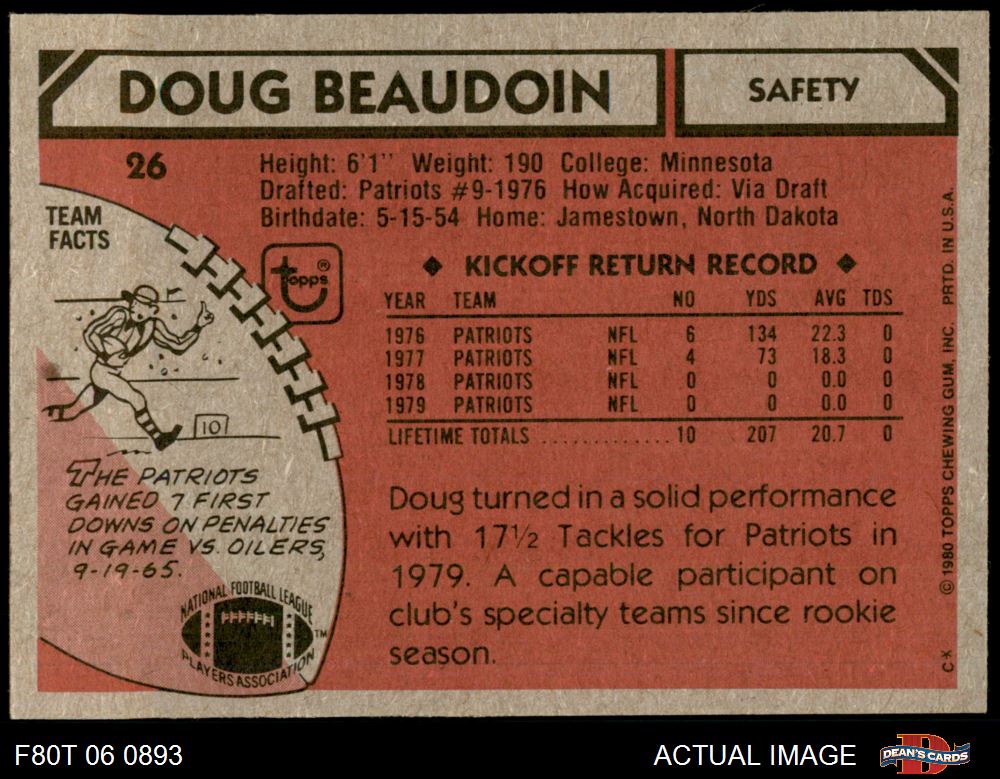 DOUG BEAUDOIN
SAFETY
26
Height: 6'1" Weight: 190 College: Minnesota
Drafted: Patriots #9-1976 How Acquired: Via Draft
Birthdate: 5-15-54 Home: Jamestown, North Dakota
TEAM
FACTS
topps ®
10
THE PATRIOTS
GAINED 7 FIRST
DOWNS ON PENALTIES
IN GAME VS. OILERS,
9-19-65.
NATIONAL FOOTBALL LEAGUE
PLAYERS ASSOCIATION ™
◆ KICKOFF RETURN RECORD ◆
YEAR TEAM NO YDS AVG TDS
1976 PATRIOTS NFL 6 134 22.3 0
1977 PATRIOTS NFL 4 73 18.3 0
1978 PATRIOTS NFL 0 0 0.0 0
1979 PATRIOTS NFL 0 0 0.0 0
LIFETIME TOTALS ............. 10 207 20.7 0
Doug turned in a solid performance
with 17½ Tackles for Patriots in
1979. A capable participant on
club's specialty teams since rookie
season.
© 1980 TOPPS CHEWING GUM, INC. PRTD. IN U.S.A.
C*
F80T 06 0893
ACTUAL IMAGE
DEAN'S CARDS